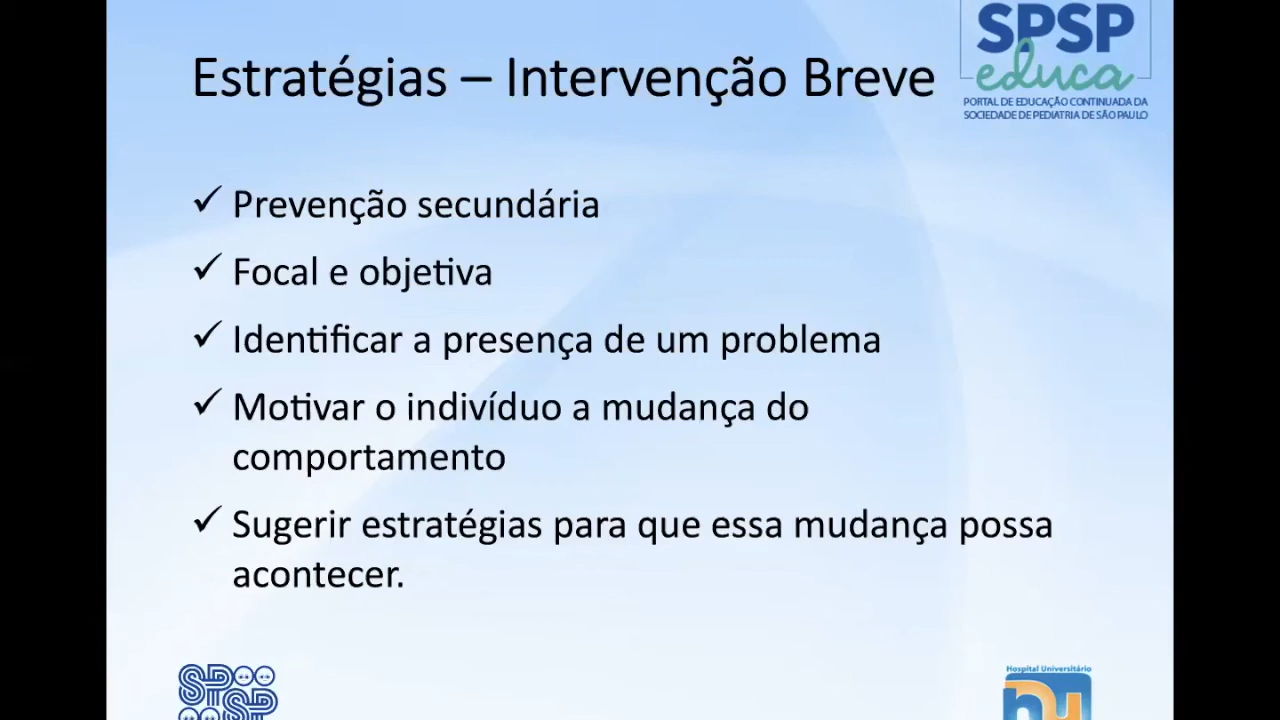 SPSP
educa
PORTAL DE EDUCAÇÃO CONTINUADA DA
SOCIEDADE DE PEDIATRIA DE SÃO PAULO
Estratégias – Intervenção Breve
✓ Prevenção secundária
✓ Focal e objetiva
✓ Identificar a presença de um problema
✓ Motivar o indivíduo a mudança do
comportamento
✓ Sugerir estratégias para que essa mudança possa
acontecer.
SPSP
Hospital Universitário
hu